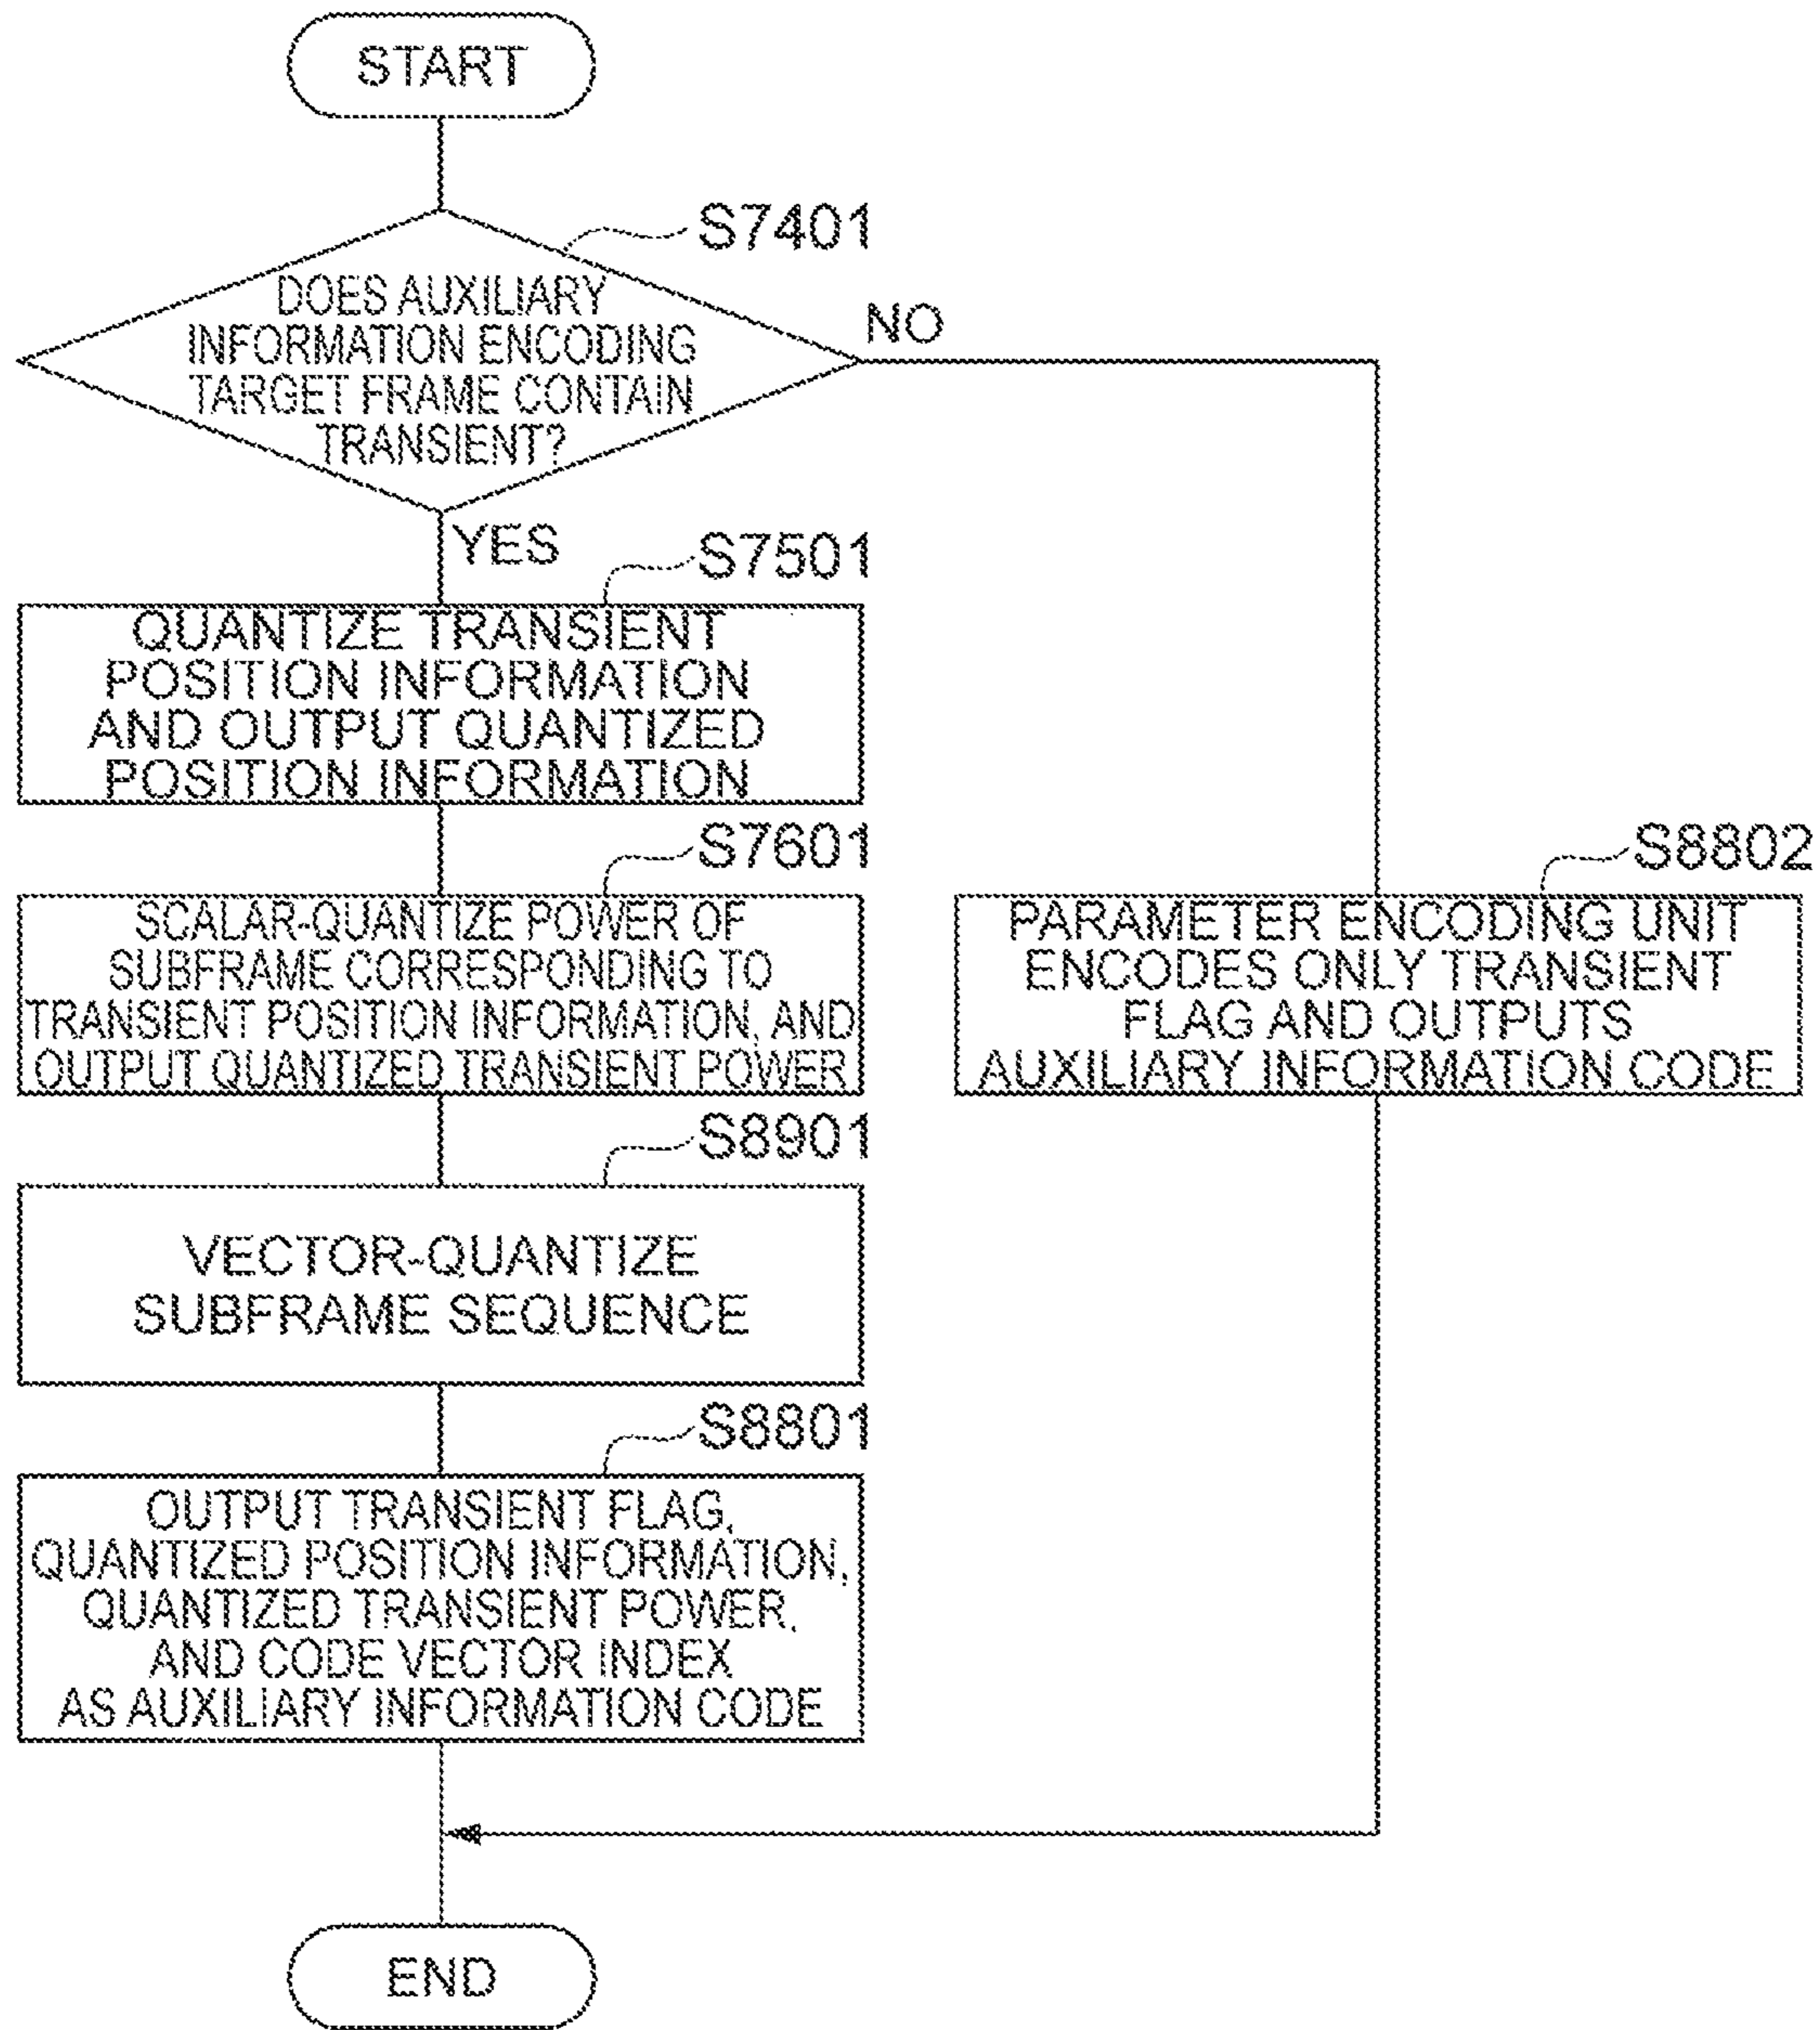 START
S7401
DOES AUXILIARY
INFORMATION ENCODING
TARGET FRAME CONTAIN
TRANSIENT?
NO
YES
S7501
QUANTIZE TRANSIENT
POSITION INFORMATION
AND OUTPUT QUANTIZED
POSITION INFORMATION
S7601
SCALAR-QUANTIZE POWER OF
SUBFRAME CORRESPONDING TO
TRANSIENT POSITION INFORMATION, AND
OUTPUT QUANTIZED TRANSIENT POWER
S8802
PARAMETER ENCODING UNIT
ENCODES ONLY TRANSIENT
FLAG AND OUTPUTS
AUXILIARY INFORMATION CODE
S8901
VECTOR-QUANTIZE
SUBFRAME SEQUENCE
S8801
OUTPUT TRANSIENT FLAG,
QUANTIZED POSITION INFORMATION,
QUANTIZED TRANSIENT POWER,
AND CODE VECTOR INDEX
AS AUXILIARY INFORMATION CODE
END